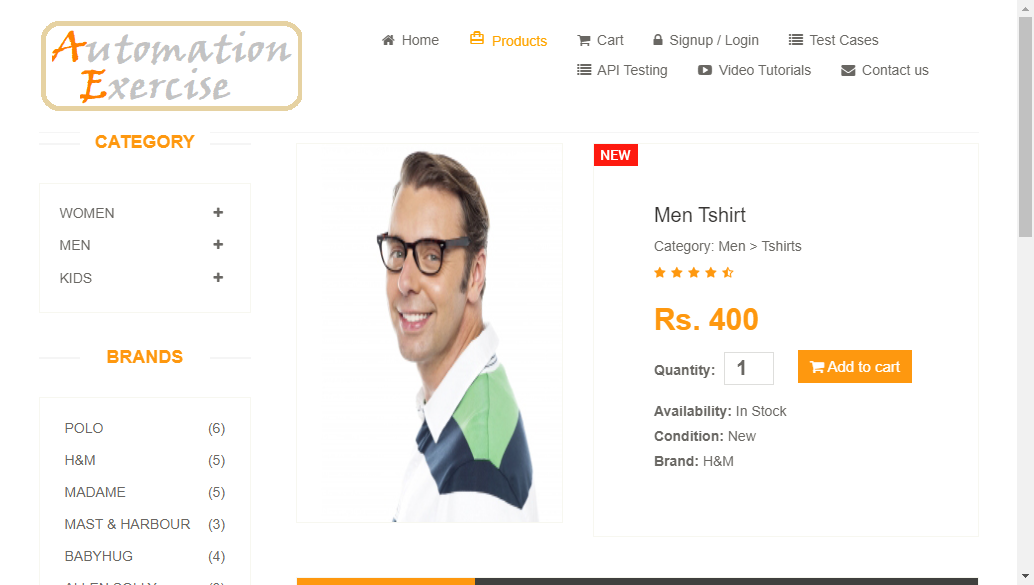 Automation
Exercise
Home
Products
Cart
Signup / Login
Test Cases
API Testing
Video Tutorials
Contact us
CATEGORY
WOMEN
MEN
KIDS
BRANDS
POLO (6)
H&M (5)
MADAME (5)
MAST & HARBOUR (3)
BABYHUG (4)
NEW
Men Tshirt
Category: Men > Tshirts
Rs. 400
Quantity: 1
Add to cart
Availability: In Stock
Condition: New
Brand: H&M